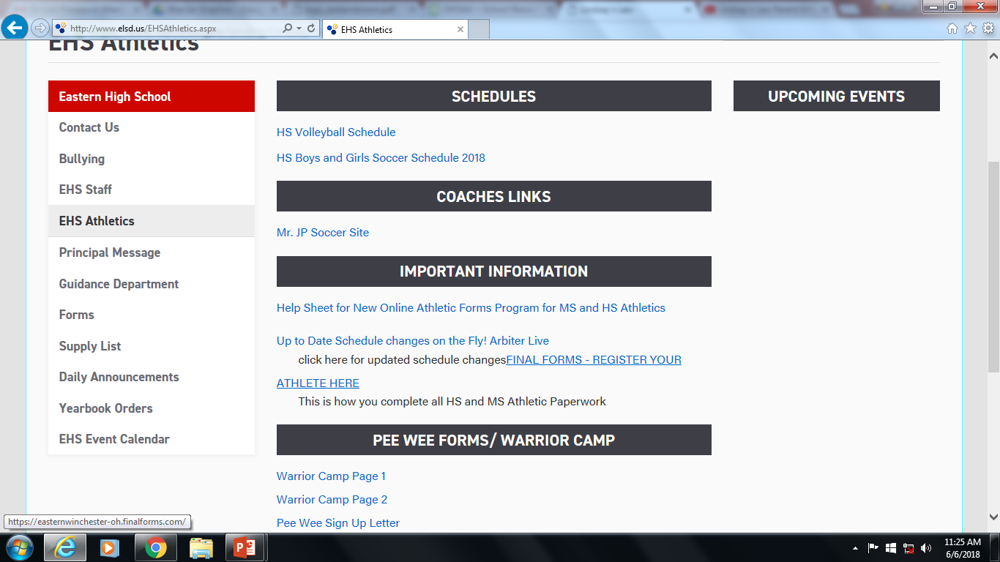 http://www.elsd.us/EHSAthletics.aspx
EHS Athletics
EHS Athletics
Eastern High School
Contact Us
Bullying
EHS Staff
EHS Athletics
Principal Message
Guidance Department
Forms
Supply List
Daily Announcements
Yearbook Orders
EHS Event Calendar
SCHEDULES
HS Volleyball Schedule
HS Boys and Girls Soccer Schedule 2018
COACHES LINKS
Mr. JP Soccer Site
IMPORTANT INFORMATION
Help Sheet for New Online Athletic Forms Program for MS and HS Athletics
Up to Date Schedule changes on the Fly! Arbiter Live
click here for updated schedule changesFINAL FORMS - REGISTER YOUR
ATHLETE HERE
This is how you complete all HS and MS Athletic Paperwork
PEE WEE FORMS/ WARRIOR CAMP
Warrior Camp Page 1
Warrior Camp Page 2
Pee Wee Sign Up Letter
UPCOMING EVENTS
https://easternwinchester-oh.finalforms.com/
11:25 AM
6/6/2018